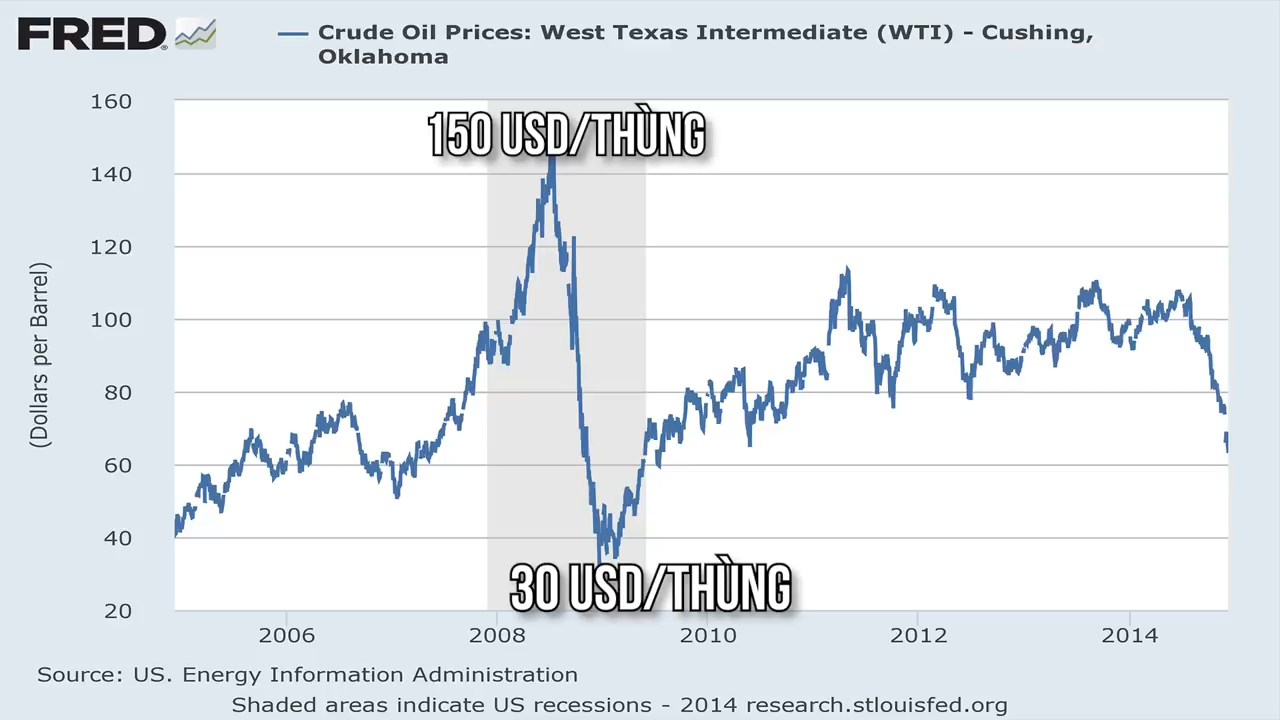 FRED
Crude Oil Prices: West Texas Intermediate (WTI) - Cushing,
Oklahoma
160
150 USD/THÙNG
140
120
100
80
60
40
30 USD/THÙNG
20
(Dollars per Barrel)
2006 2008 2010 2012 2014
Source: US. Energy Information Administration
Shaded areas indicate US recessions - 2014 research.stlouisfed.org